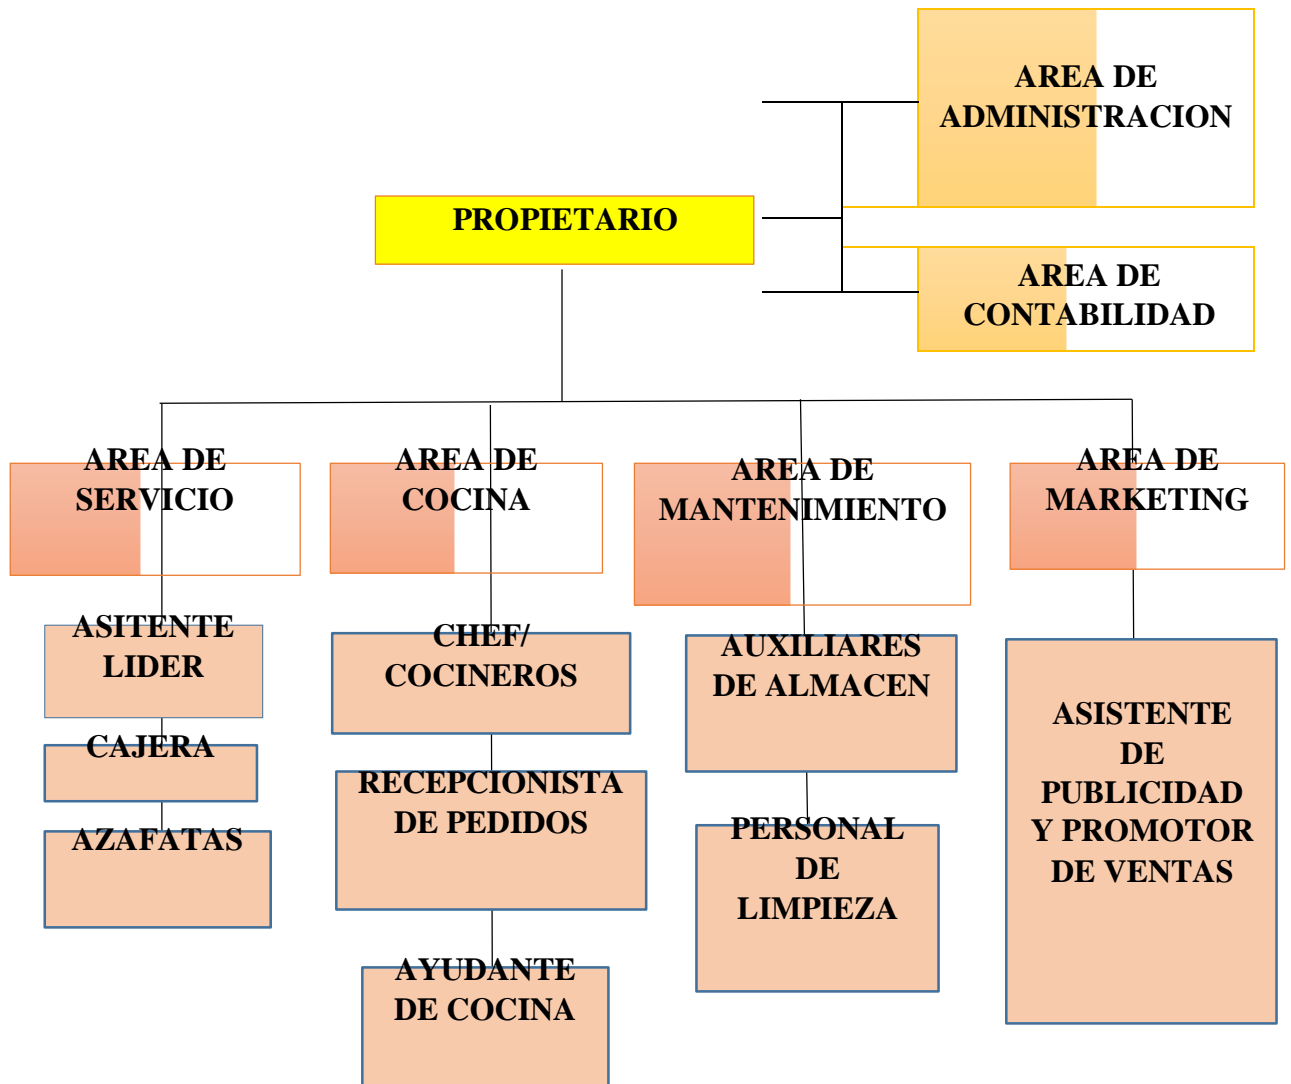 AREA DE
ADMINISTRACION
PROPIETARIO
AREA DE
CONTABILIDAD
AREA DE
SERVICIO
AREA DE
COCINA
AREA DE
MANTENIMIENTO
AREA DE
MARKETING
ASITENTE
LIDER
CAJERA
AZAFATAS
CHEF/
COCINEROS
RECEPCIONISTA
DE PEDIDOS
AYUDANTE
DE COCINA
AUXILIARES
DE ALMACEN
PERSONAL
DE
LIMPIEZA
ASISTENTE
DE
PUBLICIDAD
Y PROMOTOR
DE VENTAS